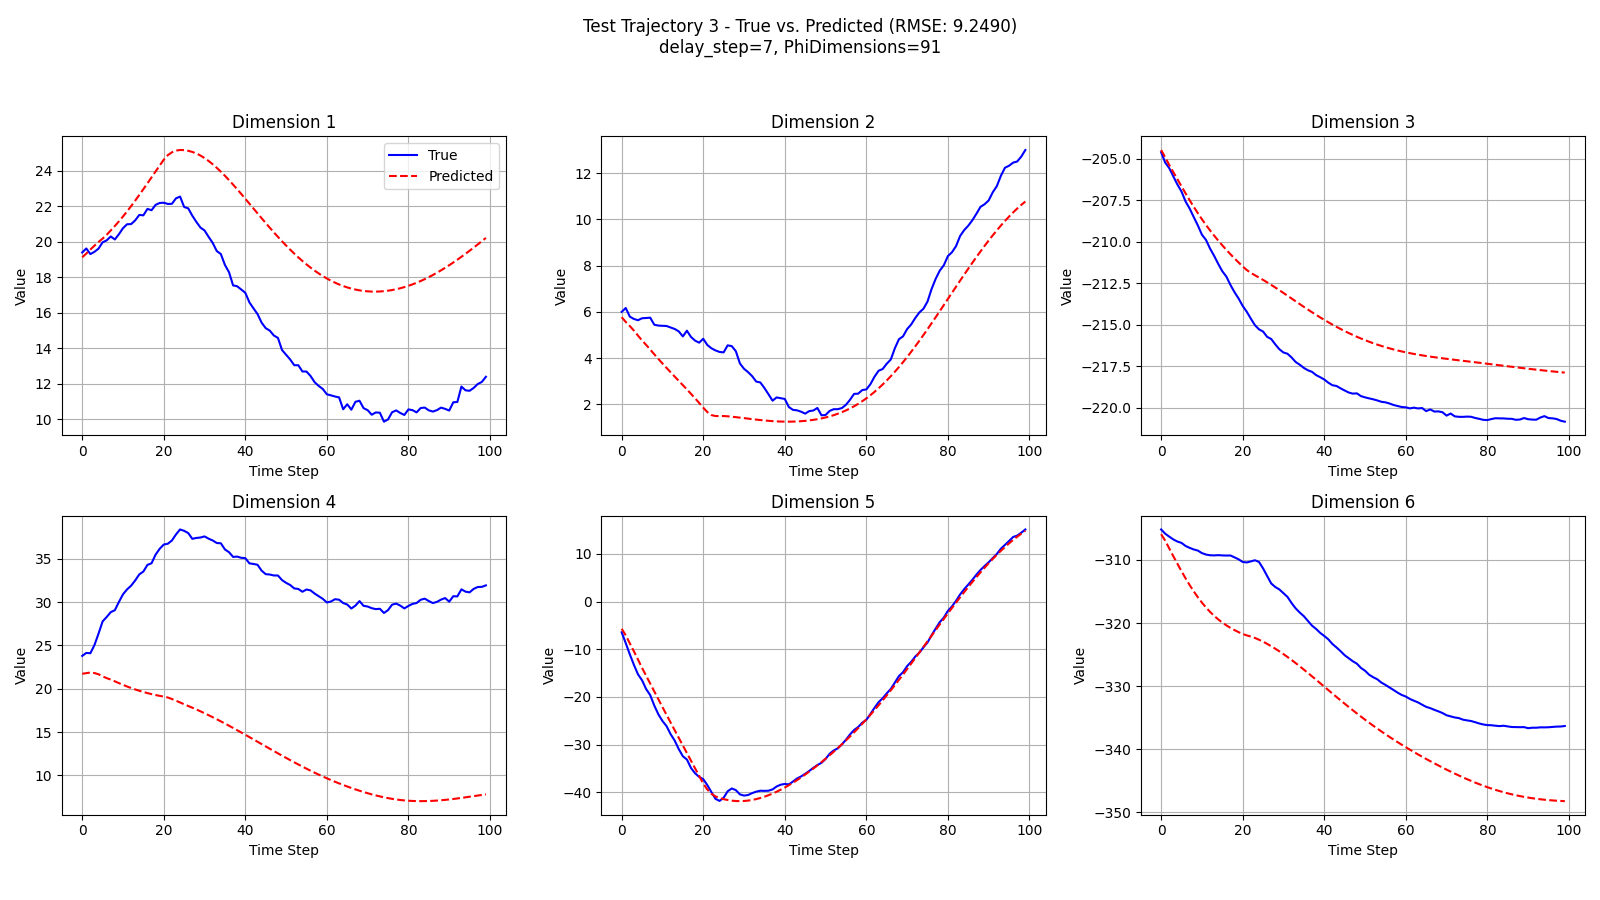 Test Trajectory 3 - True vs. Predicted (RMSE: 9.2490)
delay_step=7, PhiDimensions=91
Dimension 1
Value
24
22
20
18
16
14
12
10
True
Predicted
0 20 40 60 80 100
Time Step
Dimension 2
Value
12
10
8
6
4
2
0 20 40 60 80 100
Time Step
Dimension 3
Value
−205.0
−207.5
−210.0
−212.5
−215.0
−217.5
−220.0
0 20 40 60 80 100
Time Step
Dimension 4
Value
35
30
25
20
15
10
0 20 40 60 80 100
Time Step
Dimension 5
Value
10
0
−10
−20
−30
−40
0 20 40 60 80 100
Time Step
Dimension 6
Value
−310
−320
−330
−340
−350
0 20 40 60 80 100
Time Step